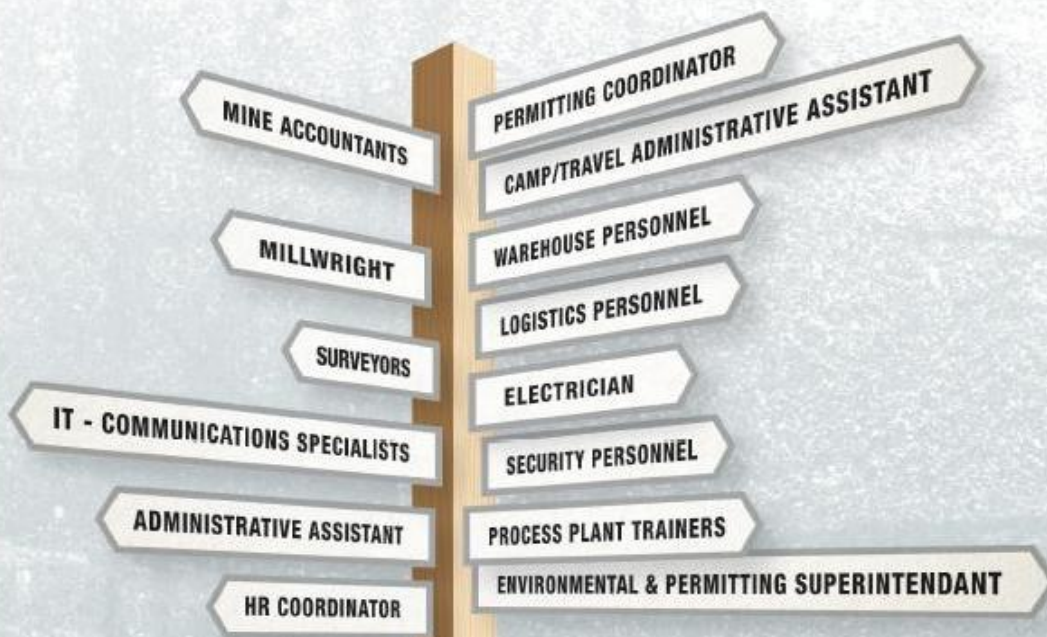 MINE ACCOUNTANTS
MILLWRIGHT
SURVEYORS
IT - COMMUNICATIONS SPECIALISTS
ADMINISTRATIVE ASSISTANT
HR COORDINATOR
PERMITTING COORDINATOR
CAMP/TRAVEL ADMINISTRATIVE ASSISTANT
WAREHOUSE PERSONNEL
LOGISTICS PERSONNEL
ELECTRICIAN
SECURITY PERSONNEL
PROCESS PLANT TRAINERS
ENVIRONMENTAL & PERMITTING SUPERINTENDANT